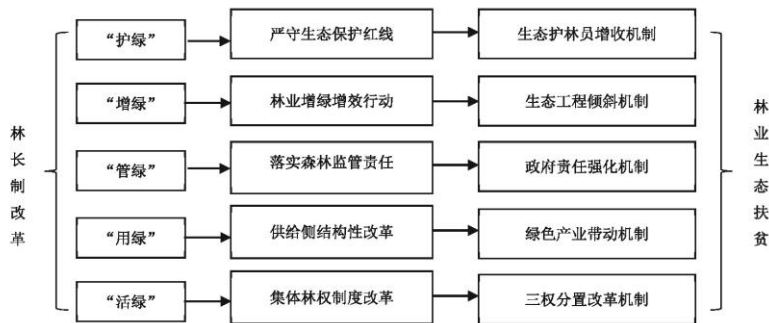 林长制改革
“护绿”
严守生态保护红线
生态护林员增收机制
“增绿”
林业增绿增效行动
生态工程倾斜机制
“管绿”
落实森林监管责任
政府责任强化机制
“用绿”
供给侧结构性改革
绿色产业带动机制
“活绿”
集体林权制度改革
三权分置改革机制
林业生态扶贫